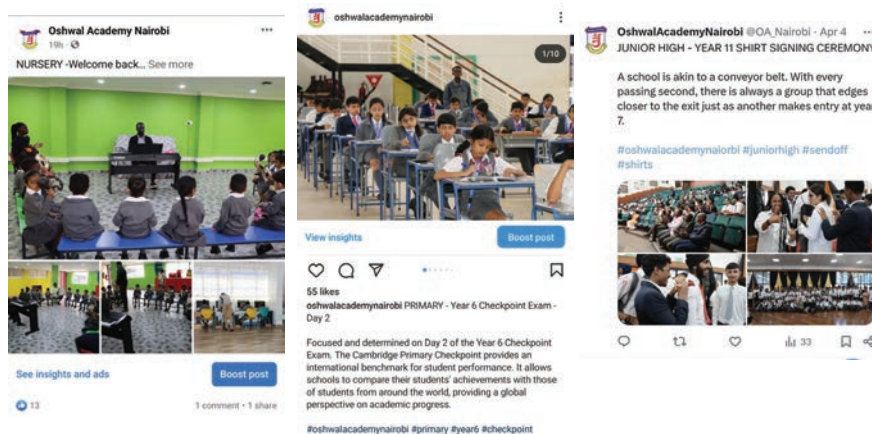 Oshwal Academy Nairobi
19h
NURSERY -Welcome back... See more
See insights and ads
Boost post
13
1 comment • 1 share
oshwalacademynairobi
1/10
View insights
Boost post
55 likes
oshwalacademynairobi PRIMARY - Year 6 Checkpoint Exam -
Day 2
Focused and determined on Day 2 of the Year 6 Checkpoint
Exam. The Cambridge Primary Checkpoint provides an
international benchmark for student performance. It allows
schools to compare their students' achievements with those
of students from around the world, providing a global
perspective on academic progress.
#oshwalacademynairobi #primary #year6 #checkpoint
OshwalAcademyNairobi @OA_Nairobi · Apr 4 ...
JUNIOR HIGH - YEAR 11 SHIRT SIGNING CEREMONY
A school is akin to a conveyor belt. With every
passing second, there is always a group that edges
closer to the exit just as another makes entry at year
7.
#oshwalacademynaiorbi #juniorhigh #sendoff
#shirts
33